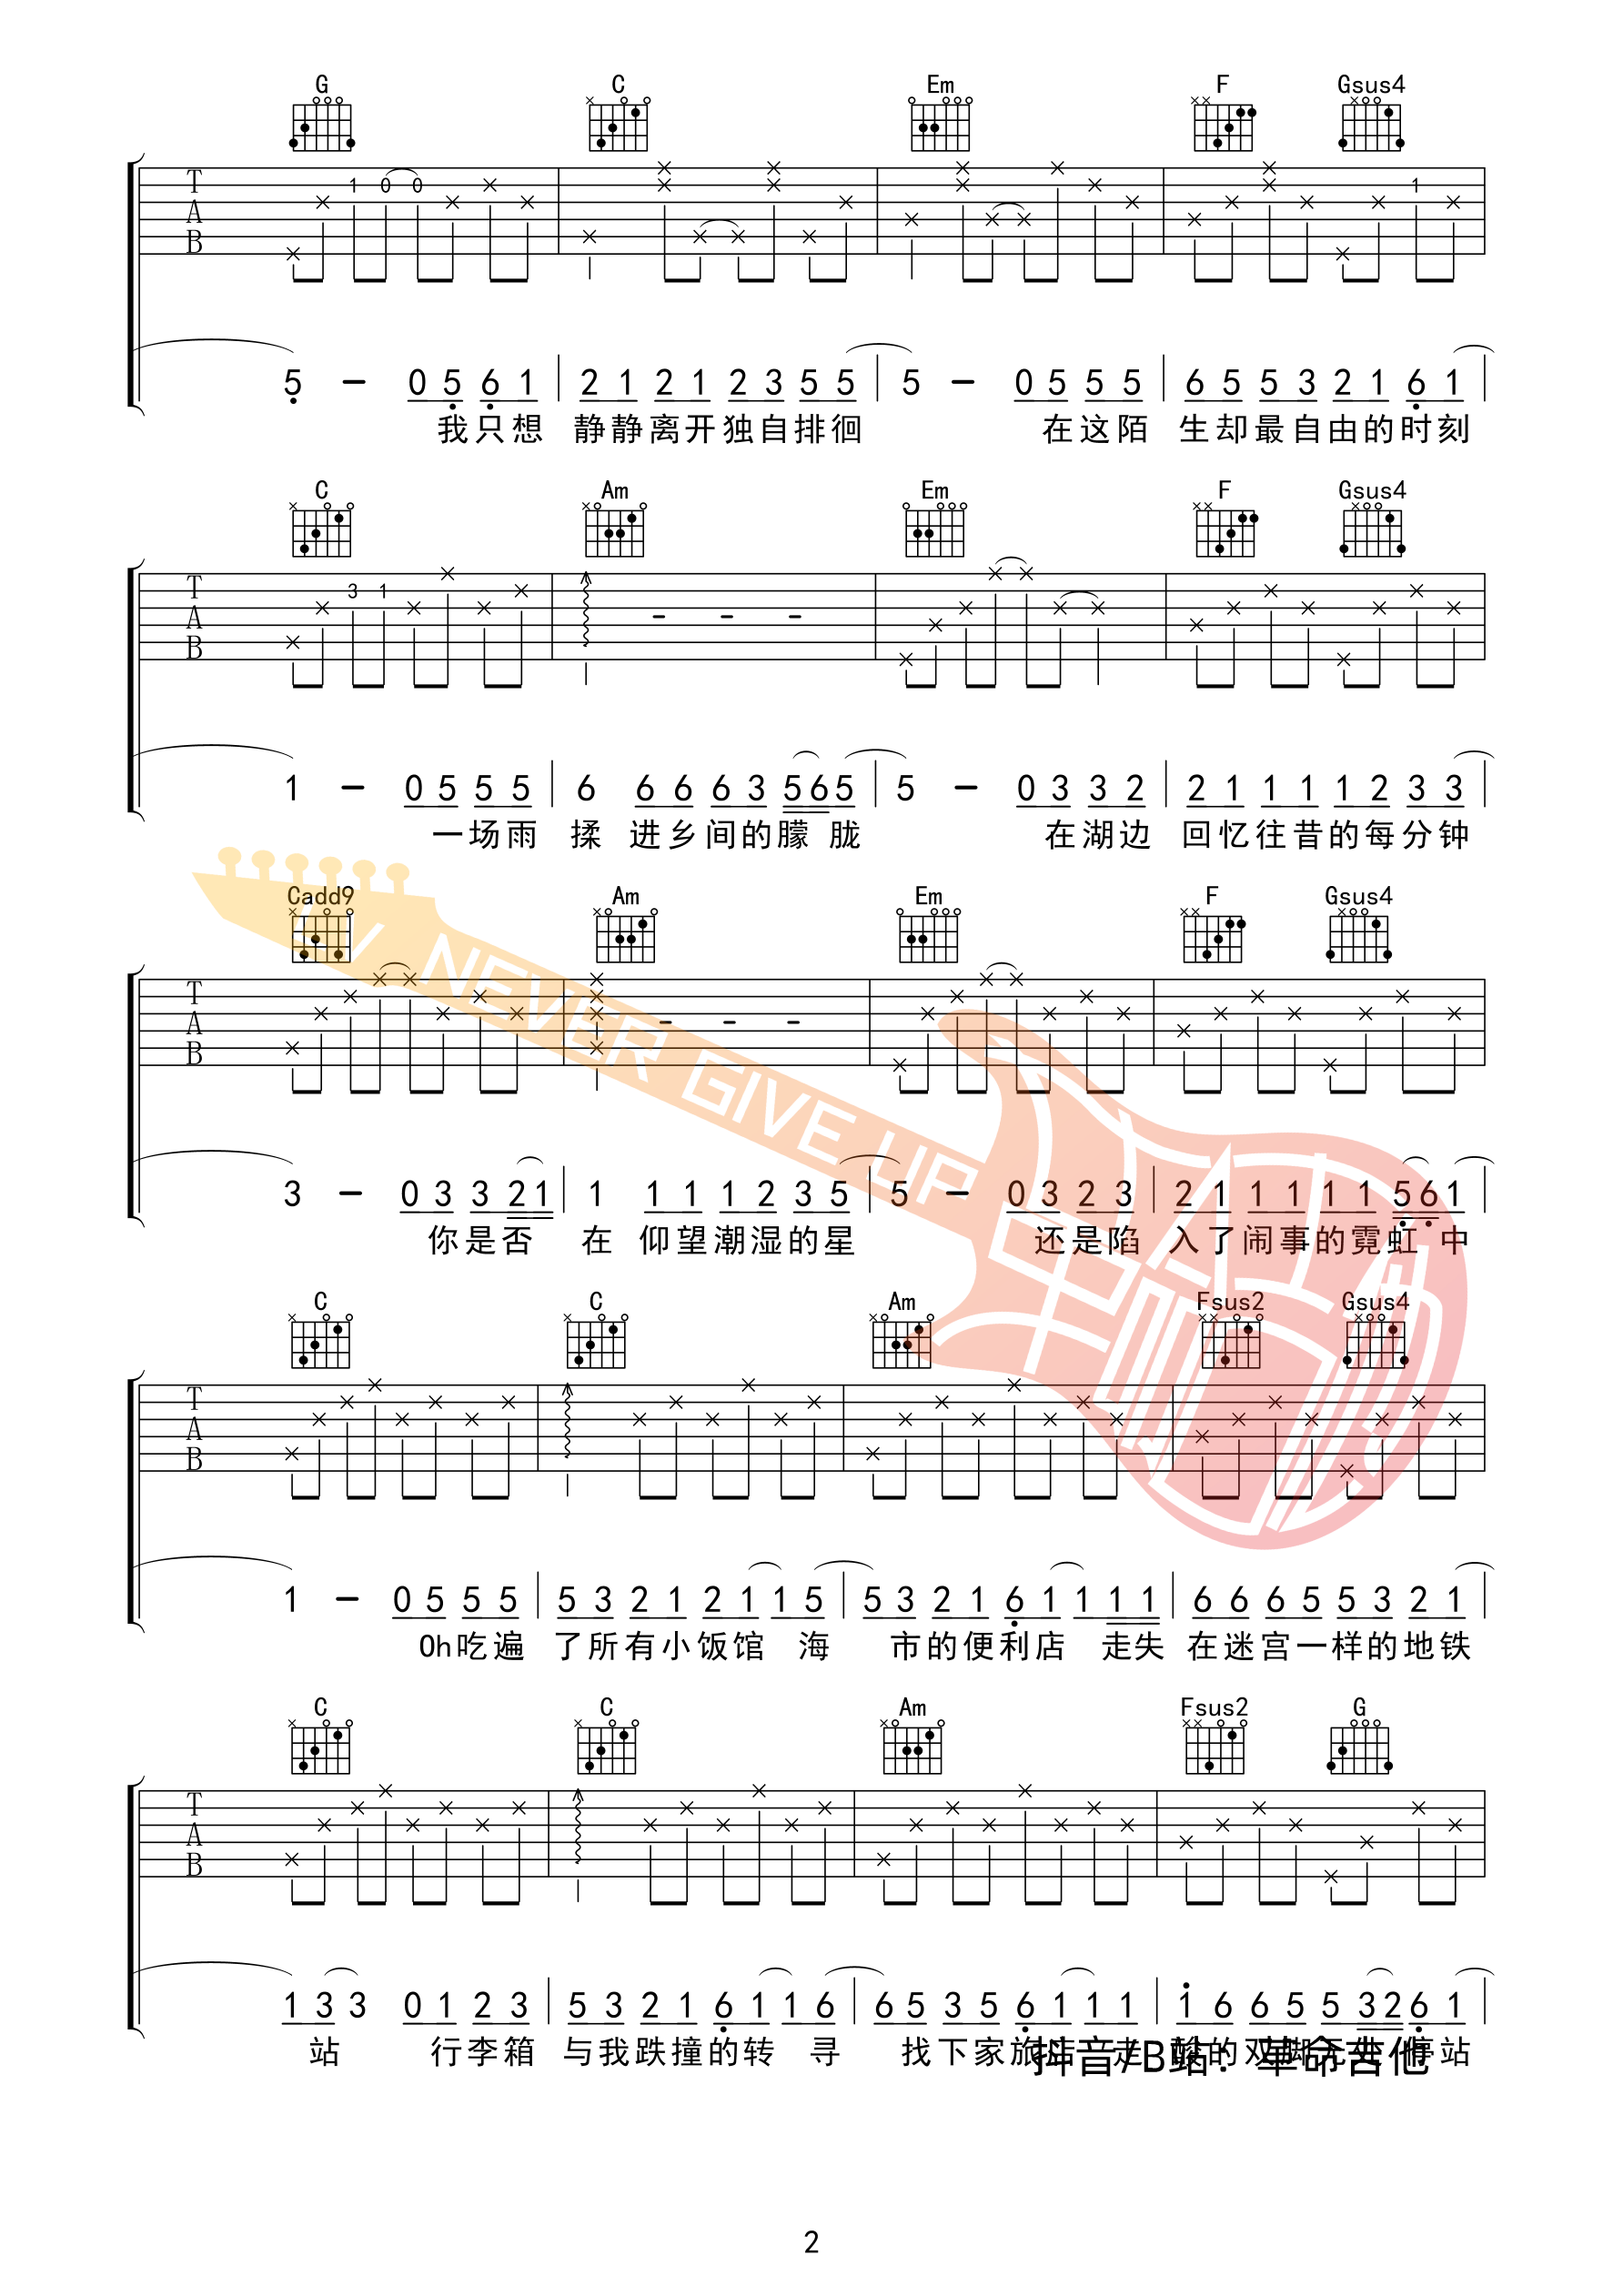 G C Em F Gsus4
T 1 0 0 1
A
B
5 - 0 5 6 1 2 1 2 1 2 3 5 5 5 - 0 5 5 5 6 5 5 3 2 1 6 1
我只想 静静离开独自排徊 在这陌 生却最自由的时刻
C Am Em F Gsus4
T 3 1
A - - -
B
1 - 0 5 5 5 6 6 6 6 3 5 6 5 5 - 0 3 3 2 2 1 1 1 1 2 3 3
一场雨 揉 进乡间的朦 胧 在湖边 回忆往昔的每分钟
Cadd9 Am Em F Gsus4
T
A - - -
B
LV NEVER GIVE UP
3 - 0 3 3 2 1 1 1 1 1 2 3 5 5 - 0 3 2 3 2 1 1 1 1 1 5 6 1
你是否 在 仰望潮湿的星 还是陷 入了闹事的霓虹 中
C C Am Fsus2 Gsus4
T
A
B
1 - 0 5 5 5 5 3 2 1 2 1 1 5 5 3 2 1 6 1 1 1 1 6 6 6 5 5 3 2 1
Oh吃遍 了所有小饭馆 海 市的便利店 走失 在迷宫一样的地铁
C C Am Fsus2 G
T
A
B
1 3 3 0 1 2 3 5 3 2 1 6 1 1 6 6 5 3 5 6 1 1 1 1 6 6 5 5 3 2 6 1
站 行李箱 与我跌撞的转 寻 找下家旅 走 的双脚 停站
抖音/B站：革命吉他
2